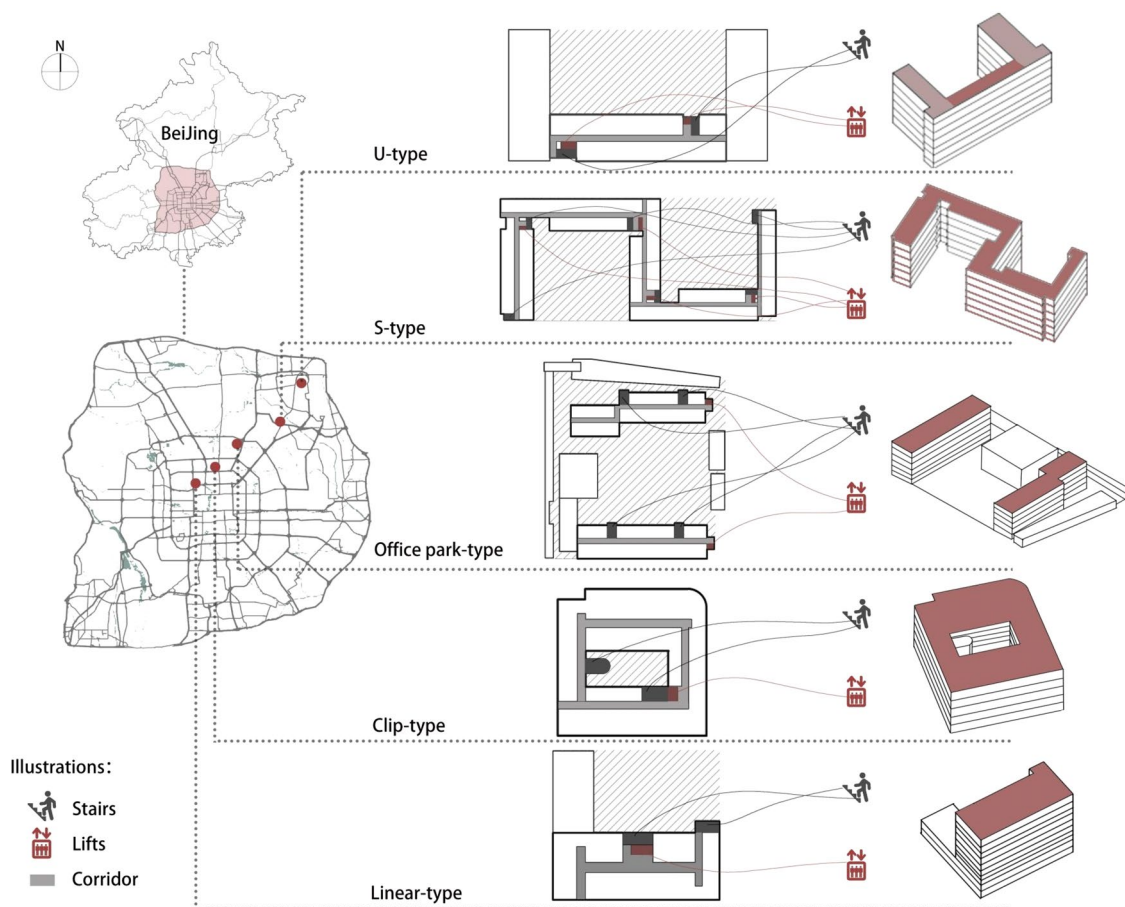 N
BeiJing
U-type
S-type
Office park-type
Clip-type
Linear-type
Illustrations:
Stairs
Lifts
Corridor